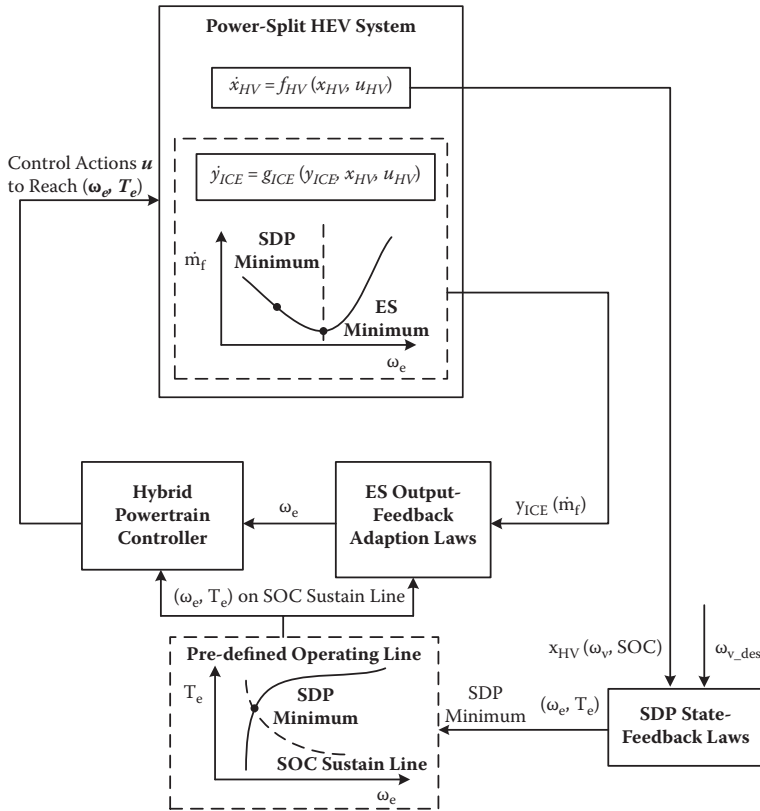 Power-Split HEV System
ẋ_HV = f_HV (x_HV, u_HV)
Control Actions u
to Reach (ω_e, T_e)
ẏ_ICE = g_ICE (y_ICE, x_HV, u_HV)
ṁ_f
SDP
Minimum
ES
Minimum
ω_e
Hybrid
Powertrain
Controller
ω_e
ES Output-
Feedback
Adaption Laws
y_ICE (ṁ_f)
(ω_e, T_e) on SOC Sustain Line
x_HV (ω_v, SOC)
ω_v_des
Pre-defined Operating Line
T_e
SDP
Minimum
SOC Sustain Line
ω_e
SDP
Minimum
(ω_e, T_e)
SDP State-
Feedback Laws